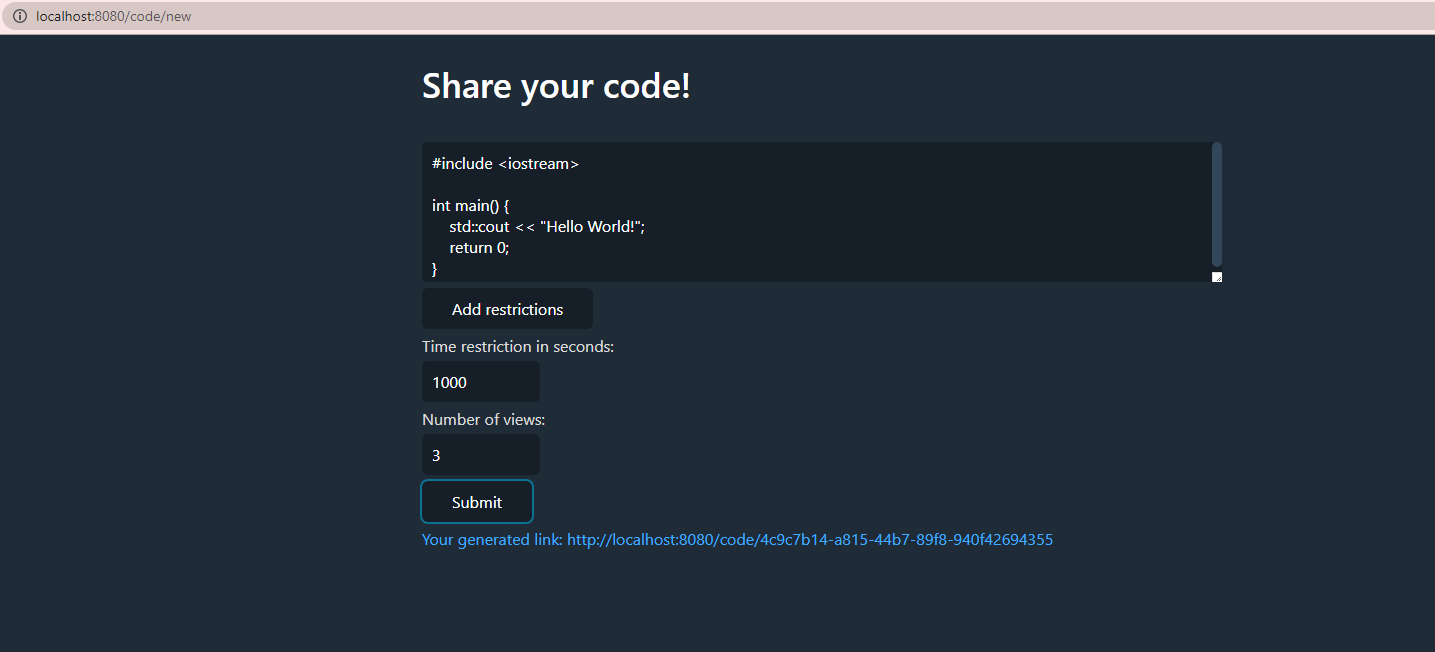 localhost:8080/code/new
Share your code!
#include <iostream>
int main() {
    std::cout << "Hello World!";
    return 0;
}
Add restrictions
Time restriction in seconds:
1000
Number of views:
3
Submit
Your generated link: http://localhost:8080/code/4c9c7b14-a815-44b7-89f8-940f42694355